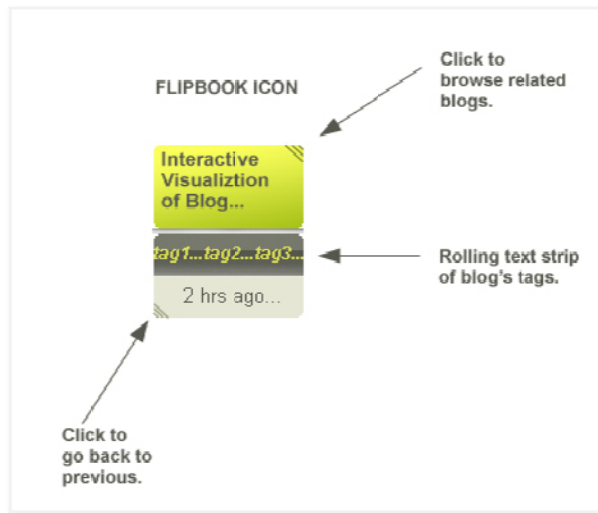 Click to
browse related
blogs.
FLIPBOOK ICON
Interactive
Visualiztion
of Blog...
tag1...tag2...tag3...
Rolling text strip
of blog's tags.
2 hrs ago...
Click to
go back to
previous.